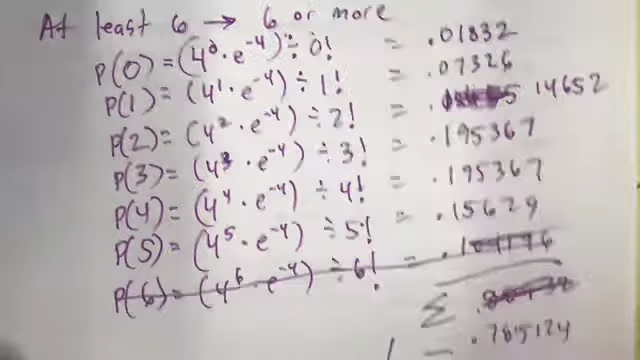 At least 6 → 6 or more
P(0) = (4⁰ · e⁻⁴) ÷ 0! = .01832
P(1) = (4¹ · e⁻⁴) ÷ 1! = .07326
P(2) = (4² · e⁻⁴) ÷ 2! = . 14652
P(3) = (4³ · e⁻⁴) ÷ 3! = .195367
P(4) = (4⁴ · e⁻⁴) ÷ 4! = .195367
P(5) = (4⁵ · e⁻⁴) ÷ 5! = .15629
P(6) = (4⁶ · e⁻⁴) ÷ 6! = .
Σ
1 - .785124